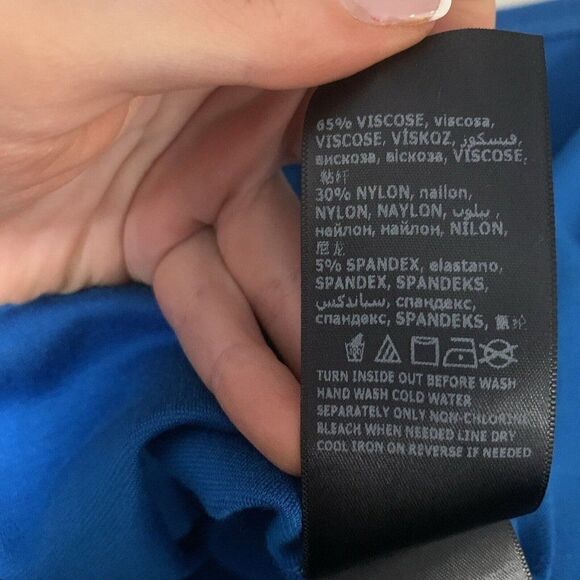 65% VISCOSE, viscosa,
VISCOSE, VİSKOZ, فيسكوز,
вискоза, віскоза, VISCOSE,
粘纤
30% NYLON, nailon,
NYLON, NAYLON, نيلون,
нейлон, найлон, NILON,
尼龙
5% SPANDEX, elastano,
SPANDEX, SPANDEKS,
سباندكس, спандекс,
спандекс, SPANDEKS, 氨纶
TURN INSIDE OUT BEFORE WASH
HAND WASH COLD WATER
SEPARATELY ONLY NON-CHLORINE
BLEACH WHEN NEEDED LINE DRY
COOL IRON ON REVERSE IF NEEDED